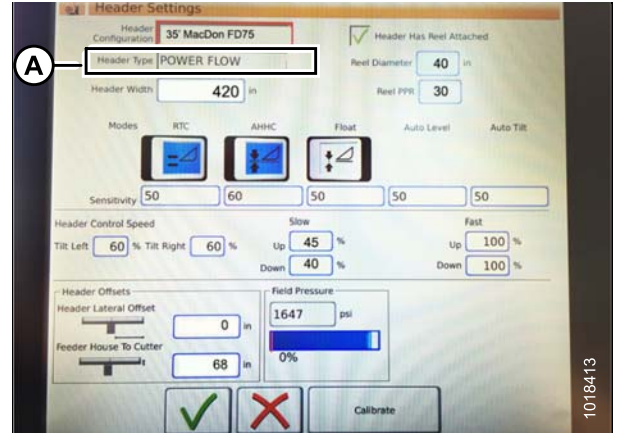 Header Settings
Header Configuration 35' MacDon FD75
Header Has Reel Attached
A
Header Type POWER FLOW
Reel Diameter 40 in
Header Width 420 in
Reel PPR 30
Modes RTC AHHC Float Auto Level Auto Tilt
Sensitivity 50 60 50 50 50
Header Control Speed
Slow Fast
Tilt Left 60 % Tilt Right 60 %
Up 45 % Up 100 %
Down 40 % Down 100 %
Header Offsets
Field Pressure
Header Lateral Offset
0 in
1647 psi
Feeder House To Cutter
68 in
0%
Calibrate
1018413